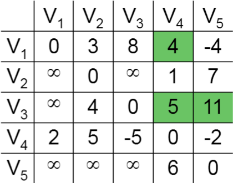 V1 V2 V3 V4 V5
V1 0 3 8 4 -4
V2 ∞ 0 ∞ 1 7
V3 ∞ 4 0 5 11
V4 2 5 -5 0 -2
V5 ∞ ∞ ∞ 6 0